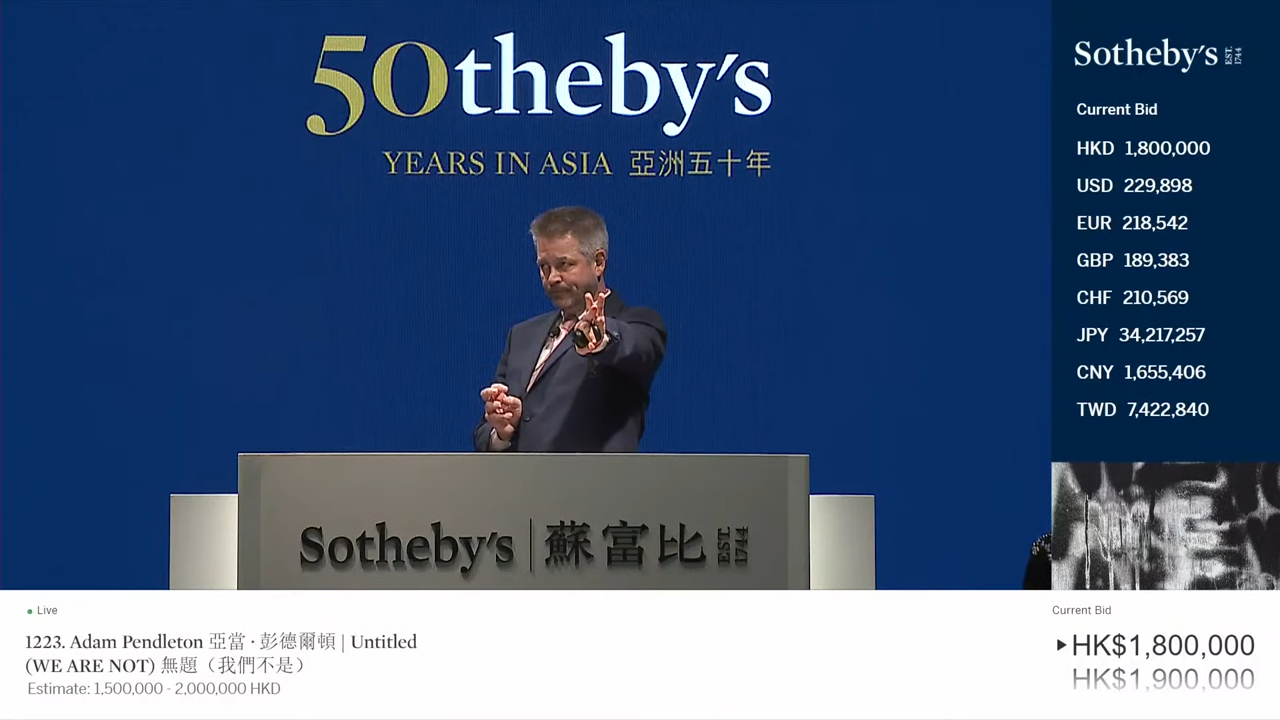 50theby's
YEARS IN ASIA 亞洲五十年
Sotheby's EST. 1744
Current Bid
HKD 1,800,000
USD 229,898
EUR 218,542
GBP 189,383
CHF 210,569
JPY 34,217,257
CNY 1,655,406
TWD 7,422,840
Sotheby's | 蘇富比 EST. 1744
Live
1223. Adam Pendleton 亞當·彭德爾頓 | Untitled
(WE ARE NOT) 無題（我們不是）
Estimate: 1,500,000 - 2,000,000 HKD
Current Bid
HK$1,800,000
HK$1,900,000